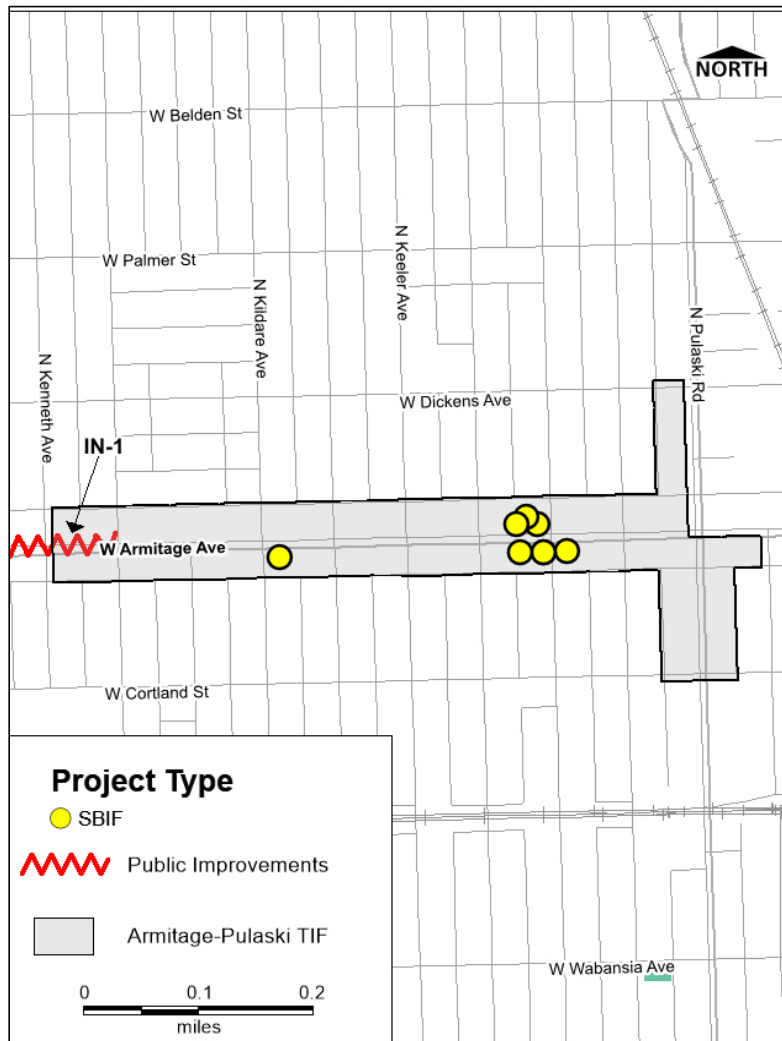 NORTH
W Belden St
N Keeler Ave
W Palmer St
N Kildare Ave
N Pulaski Rd
N Kenneth Ave
W Dickens Ave
IN-1
W Armitage Ave
W Cortland St
Project Type
SBIF
Public Improvements
Armitage-Pulaski TIF
W Wabansia Ave
0 0.1 0.2
miles